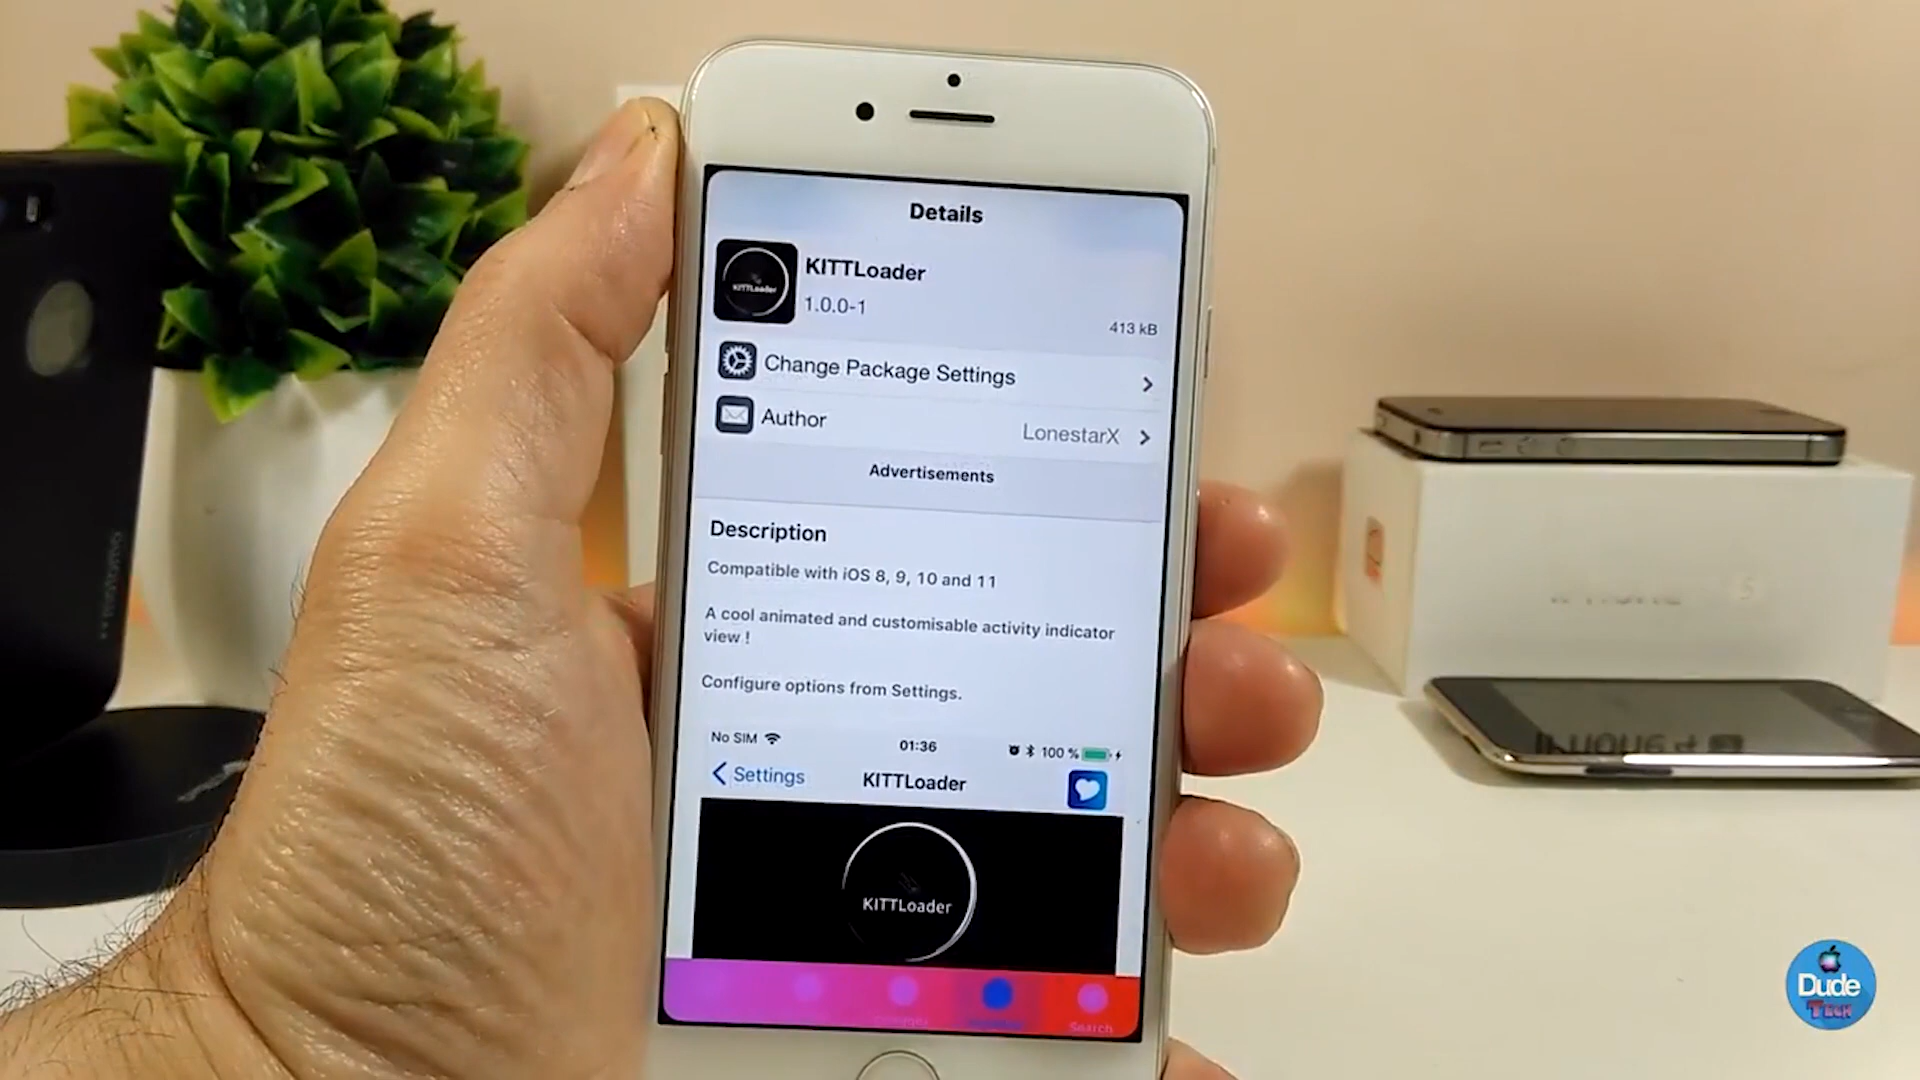 Details
KITTLoader
KITTLoader
1.0.0-1
413 kB
Change Package Settings
Author
LonestarX
Advertisements
Description
Compatible with iOS 8, 9, 10 and 11
A cool animated and customisable activity indicator
view !
Configure options from Settings.
No SIM
01:36
100 %
Settings
KITTLoader
KITTLoader
Search
Dude
Tech